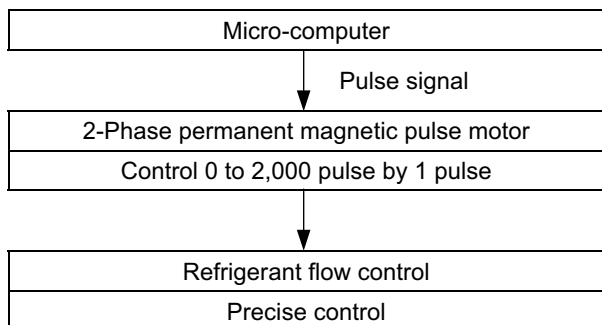 Micro-computer
Pulse signal
2-Phase permanent magnetic pulse motor
Control 0 to 2,000 pulse by 1 pulse
Refrigerant flow control
Precise control